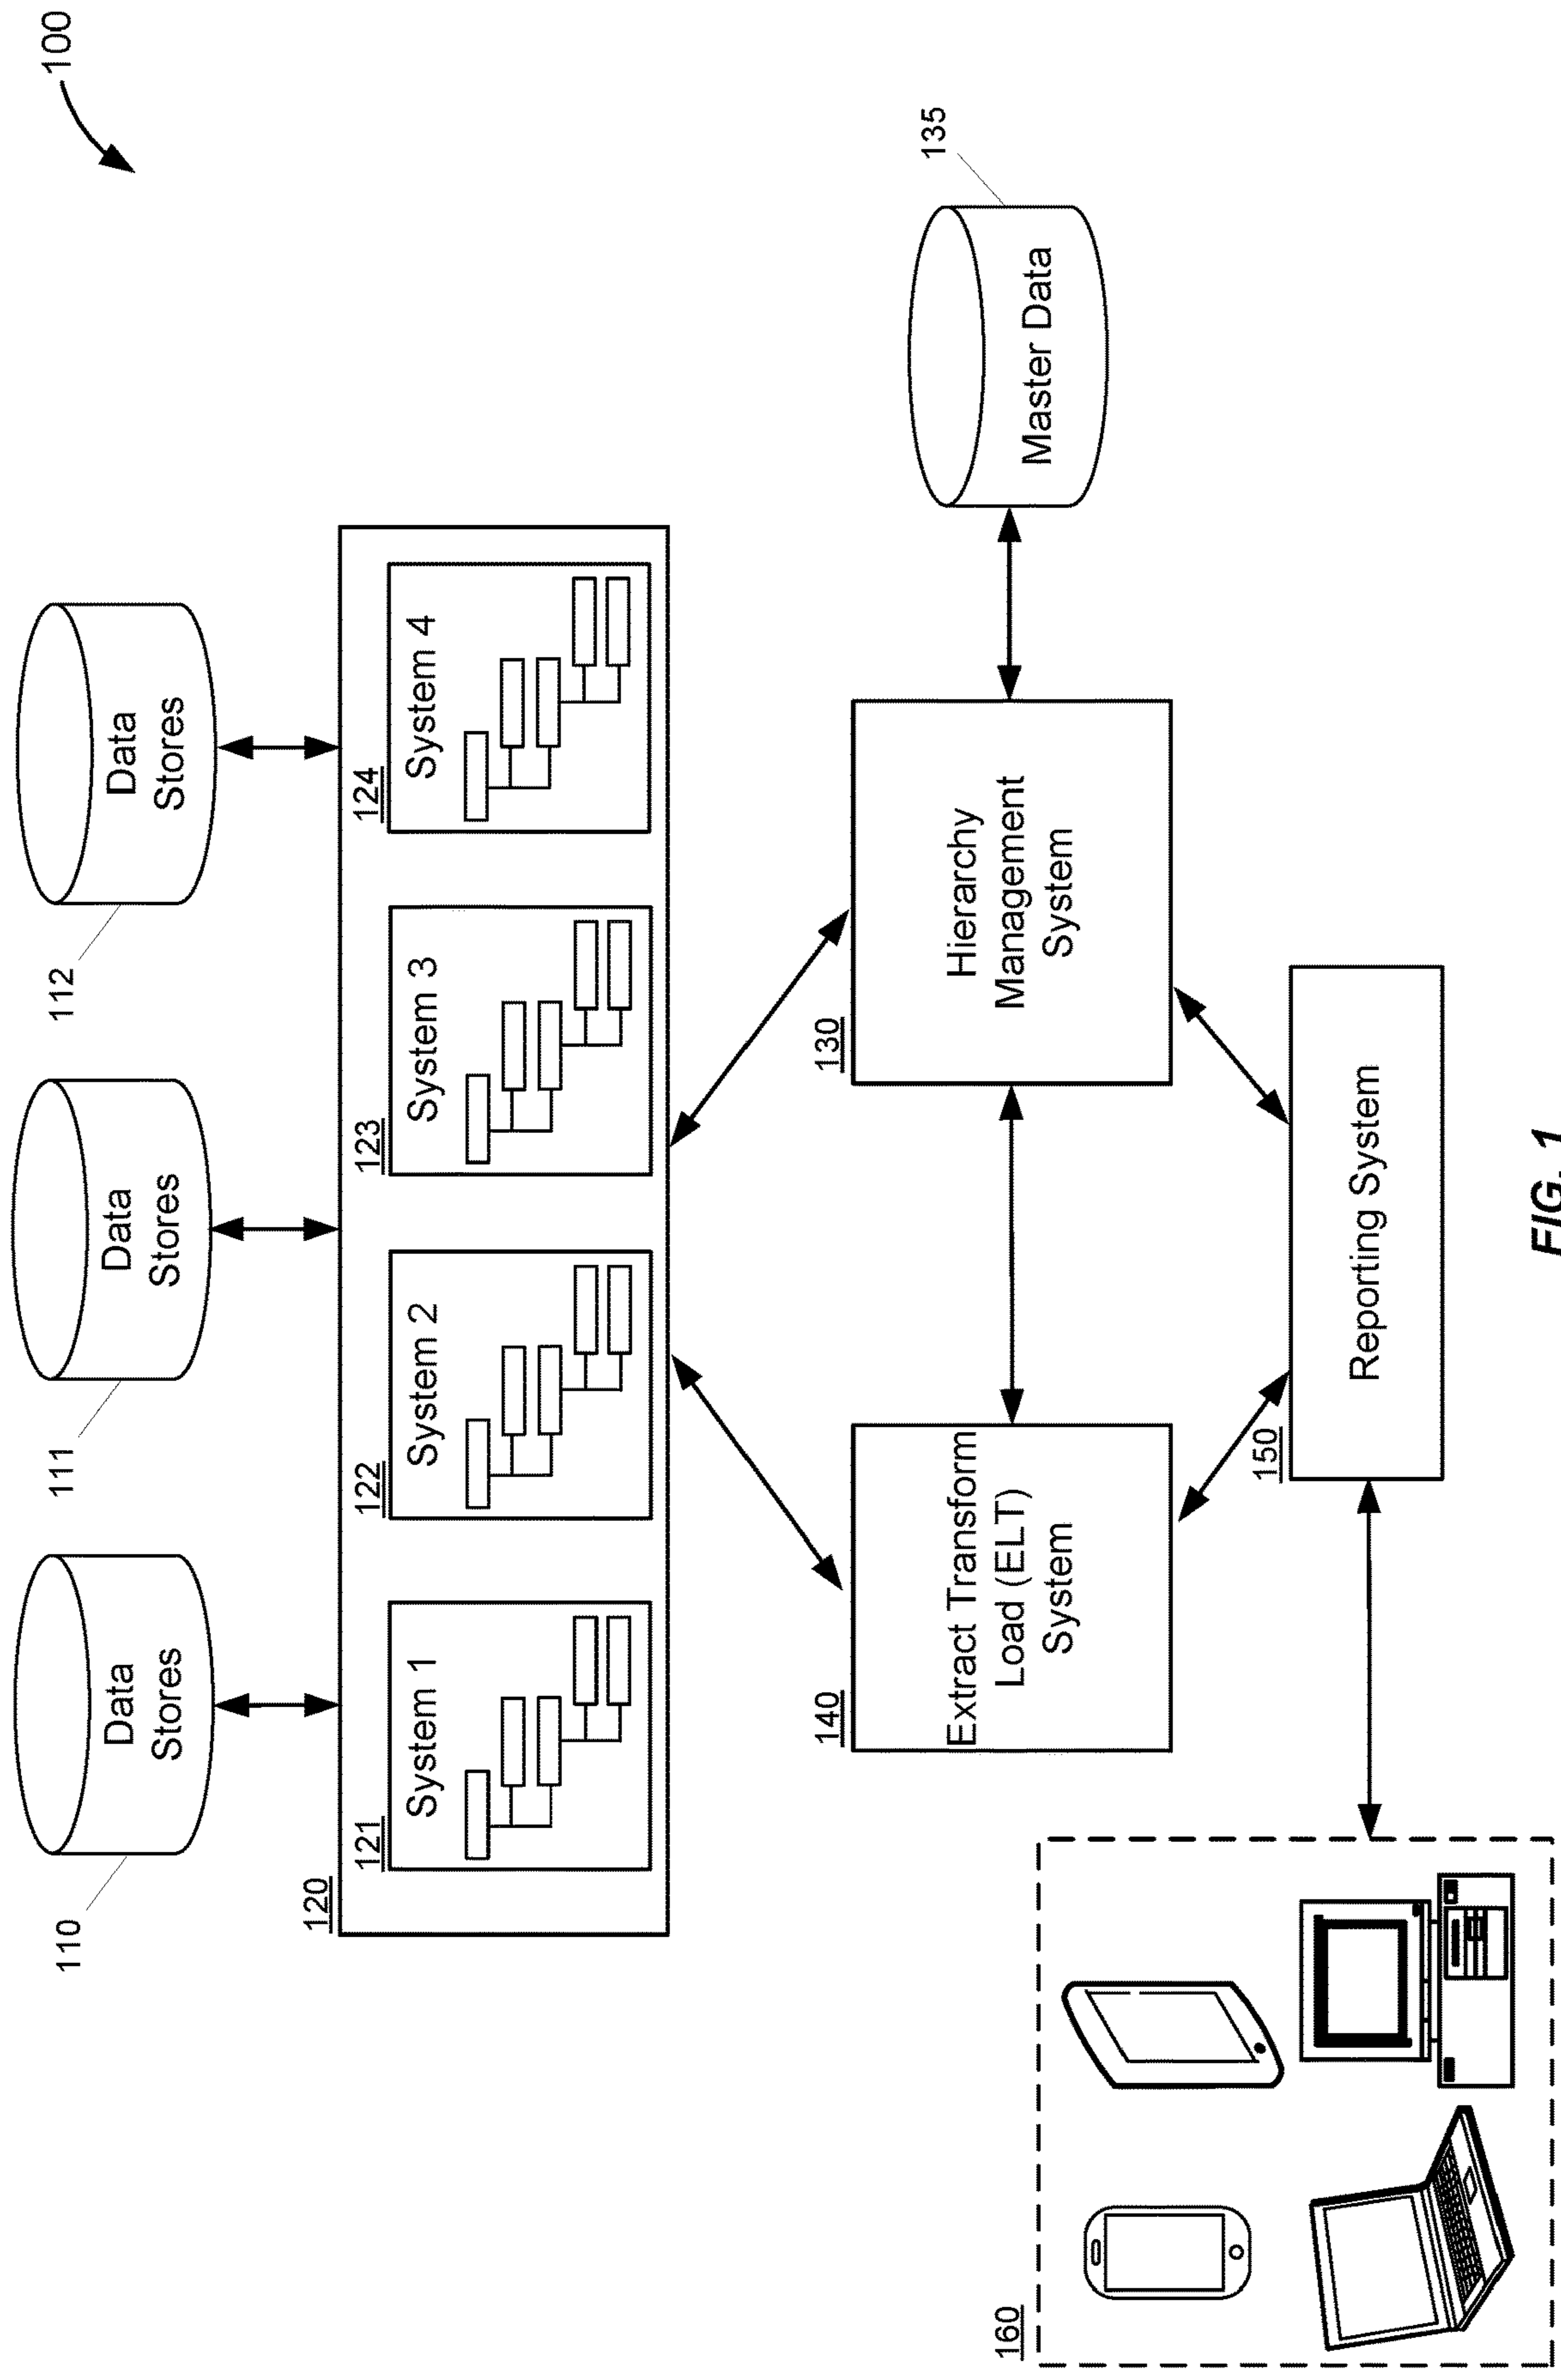 100
110
Data
Stores
111
Data
Stores
112
Data
Stores
120
121
System 1
122
System 2
123
System 3
124
System 4
140
Extract Transform
Load (ELT)
System
130
Hierarchy
Management
System
135
Master Data
160
150
Reporting System
FIG. 1